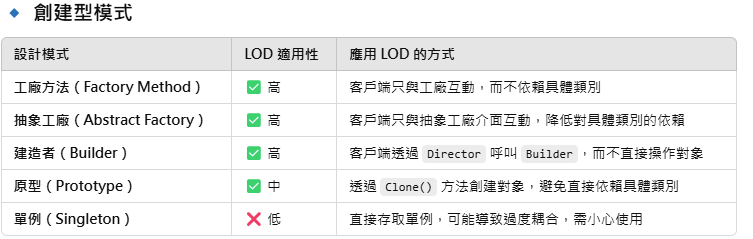 創建型模式
設計模式 LOD 適用性 應用 LOD 的方式
工廠方法（Factory Method） ✅ 高 客戶端只與工廠互動，而不依賴具體類別
抽象工廠（Abstract Factory） ✅ 高 客戶端只與抽象工廠介面互動，降低對具體類別的依賴
建造者（Builder） ✅ 高 客戶端透過 Director 呼叫 Builder，而不直接操作對象
原型（Prototype） ✅ 中 透過 Clone() 方法創建對象，避免直接依賴具體類別
單例（Singleton） ❌ 低 直接存取單例，可能導致過度耦合，需小心使用